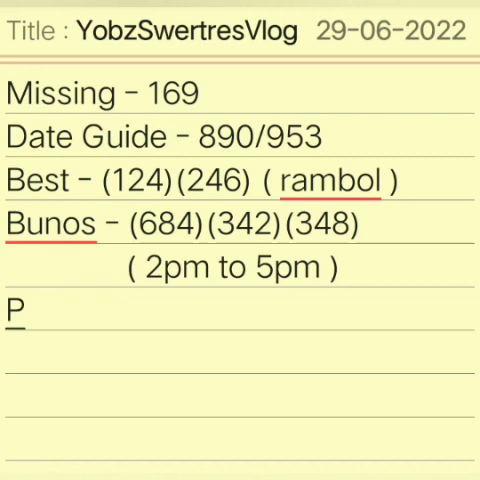 Title : YobzSwertresVlog 29-06-2022
Missing - 169
Date Guide - 890/953
Best - (124)(246) ( rambol )
Bunos - (684)(342)(348)
( 2pm to 5pm )
P